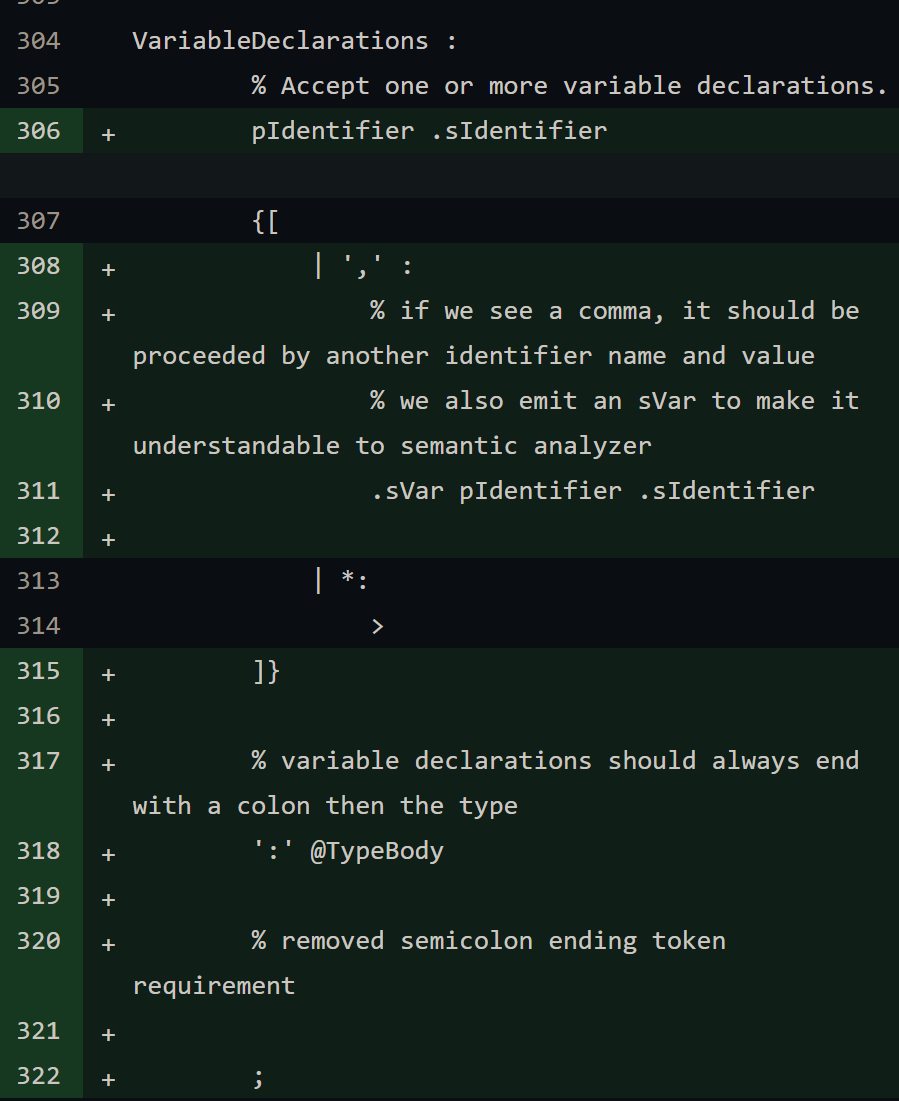 304 VariableDeclarations :
305 % Accept one or more variable declarations.
306 + pIdentifier .sIdentifier
307 {[
308 + | ',' :
309 + % if we see a comma, it should be
proceeded by another identifier name and value
310 + % we also emit an sVar to make it
understandable to semantic analyzer
311 + .sVar pIdentifier .sIdentifier
312 +
313 | *:
314 >
315 + ]}
316 +
317 + % variable declarations should always end
with a colon then the type
318 + ':' @TypeBody
319 +
320 + % removed semicolon ending token
requirement
321 +
322 + ;